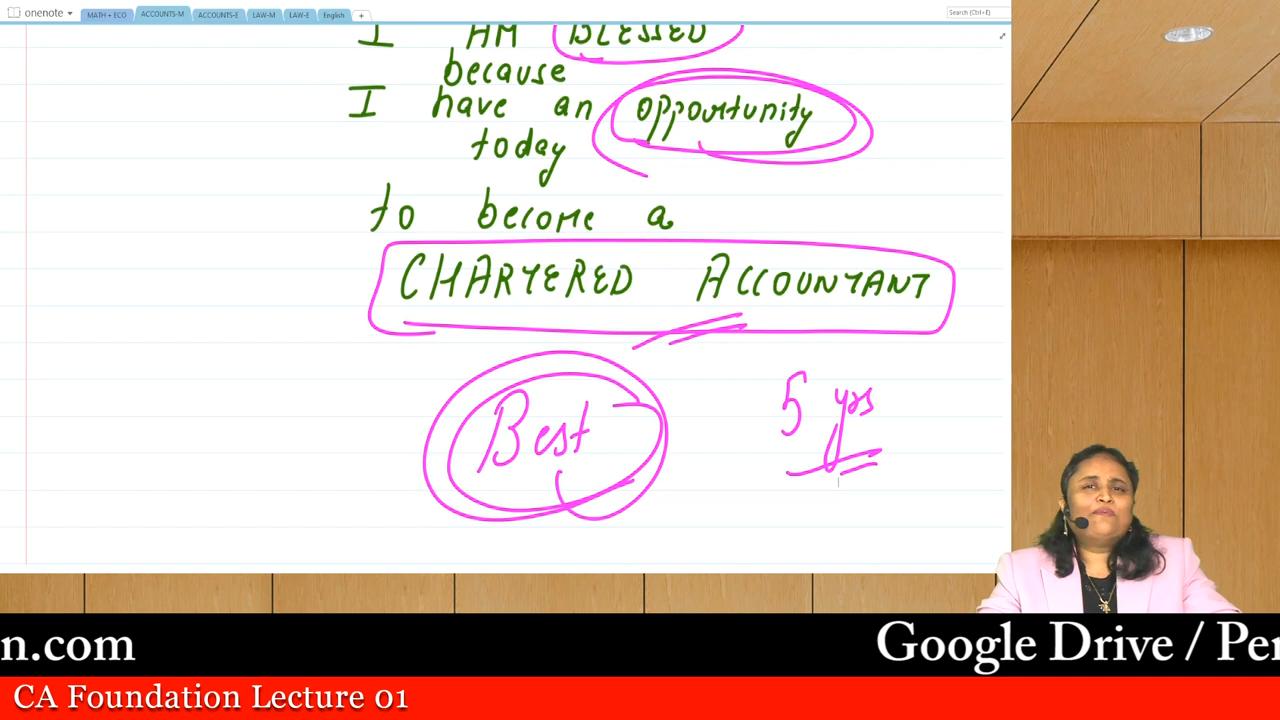 onenote
MATH + ECO
ACCOUNTS-M
ACCOUNTS-E
LAW-M
LAW-E
English
Search (Ctrl+E)
I AM BLESSED
because
I have an opportunity
today
to become a
CHARTERED ACCOUNTANT
Best
5 yrs
n.com
Google Drive / Pe
CA Foundation Lecture 01